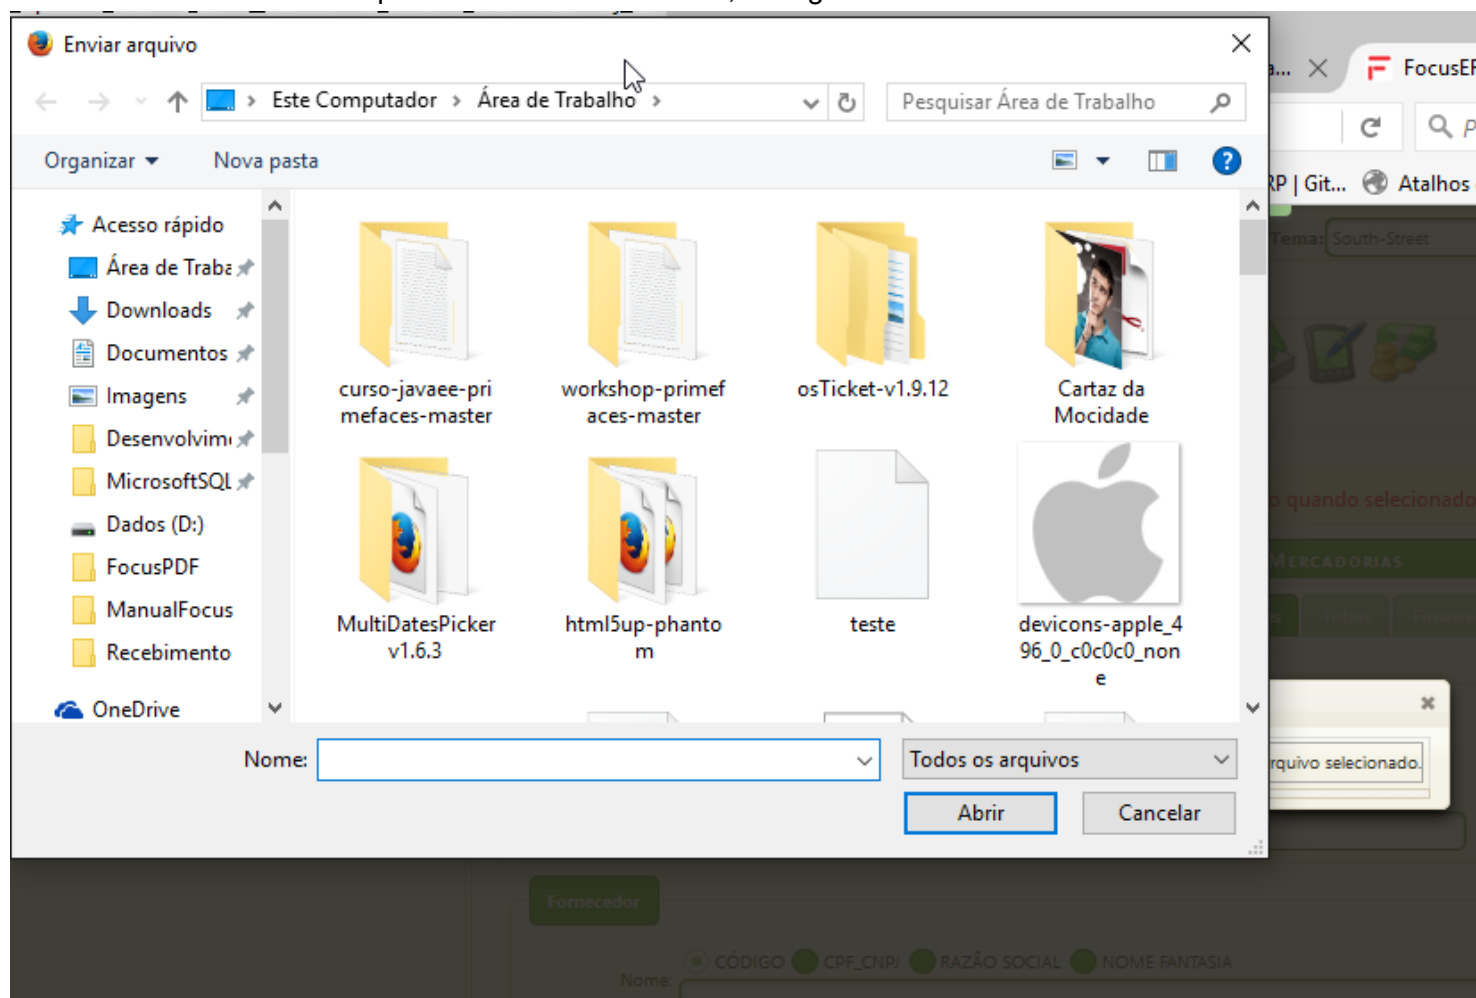 Enviar arquivo
Este Computador > Área de Trabalho >
Pesquisar Área de Trabalho
FocusEF
Organizar
Nova pasta
RP | Git...
Atalhos
Acesso rápido
Área de Traba
Downloads
Documentos
Imagens
Desenvolvim
MicrosoftSQL
Dados (D:)
FocusPDF
ManualFocus
Recebimento
OneDrive
curso-javaee-pri
mefaces-master
workshop-primef
aces-master
osTicket-v1.9.12
Cartaz da
Mocidade
MultiDatesPicker
v1.6.3
html5up-phanto
m
teste
devicons-apple_4
96_0_c0c0c0_non
e
Nome:
Todos os arquivos
Abrir
Cancelar
Tema: South-Street
o quando selecionado
MERCADORIAS
Totais
rquivo selecionado.
Fornecedor
CÓDIGO CPF_CNPJ RAZÃO SOCIAL NOME FANTASIA
Nome: